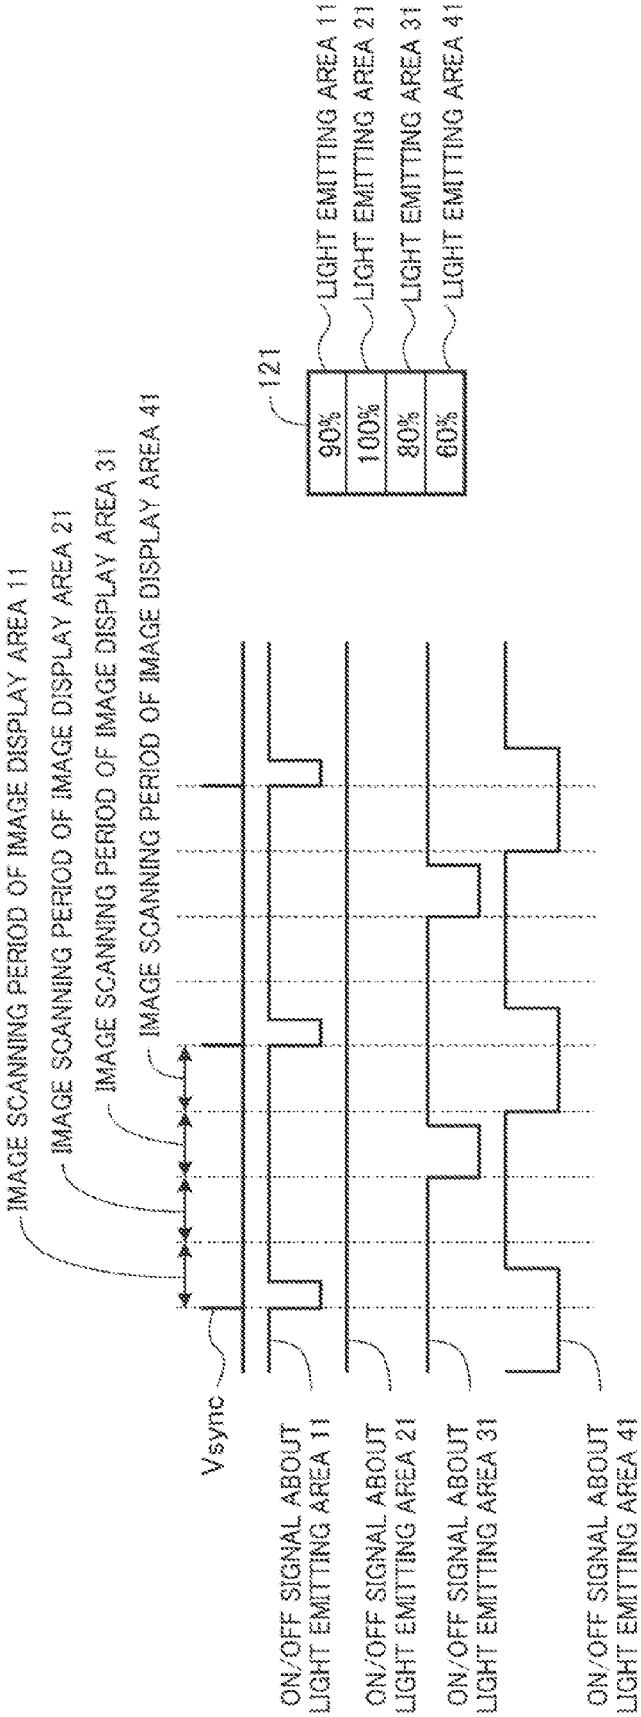 IMAGE SCANNING PERIOD OF IMAGE DISPLAY AREA 11
IMAGE SCANNING PERIOD OF IMAGE DISPLAY AREA 21
IMAGE SCANNING PERIOD OF IMAGE DISPLAY AREA 31
IMAGE SCANNING PERIOD OF IMAGE DISPLAY AREA 41
Vsync
ON/OFF SIGNAL ABOUT
LIGHT EMITTING AREA 11
ON/OFF SIGNAL ABOUT
LIGHT EMITTING AREA 21
ON/OFF SIGNAL ABOUT
LIGHT EMITTING AREA 31
ON/OFF SIGNAL ABOUT
LIGHT EMITTING AREA 41
121
90% LIGHT EMITTING AREA 11
100% LIGHT EMITTING AREA 21
80% LIGHT EMITTING AREA 31
60% LIGHT EMITTING AREA 41